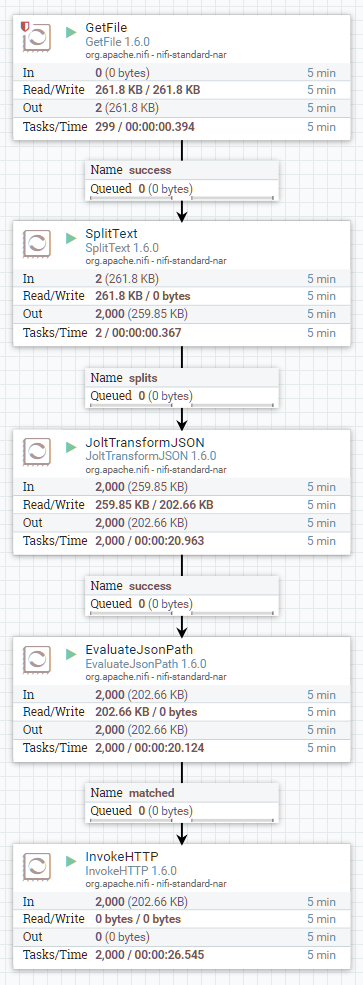 GetFile
GetFile 1.6.0
org.apache.nifi - nifi-standard-nar
In 0 (0 bytes) 5 min
Read/Write 261.8 KB / 261.8 KB 5 min
Out 2 (261.8 KB) 5 min
Tasks/Time 299 / 00:00:00.394 5 min
Name success
Queued 0 (0 bytes)
SplitText
SplitText 1.6.0
org.apache.nifi - nifi-standard-nar
In 2 (261.8 KB) 5 min
Read/Write 261.8 KB / 0 bytes 5 min
Out 2,000 (259.85 KB) 5 min
Tasks/Time 2 / 00:00:00.367 5 min
Name splits
Queued 0 (0 bytes)
JoltTransformJSON
JoltTransformJSON 1.6.0
org.apache.nifi - nifi-standard-nar
In 2,000 (259.85 KB) 5 min
Read/Write 259.85 KB / 202.66 KB 5 min
Out 2,000 (202.66 KB) 5 min
Tasks/Time 2,000 / 00:00:20.963 5 min
Name success
Queued 0 (0 bytes)
EvaluateJsonPath
EvaluateJsonPath 1.6.0
org.apache.nifi - nifi-standard-nar
In 2,000 (202.66 KB) 5 min
Read/Write 202.66 KB / 0 bytes 5 min
Out 2,000 (202.66 KB) 5 min
Tasks/Time 2,000 / 00:00:20.124 5 min
Name matched
Queued 0 (0 bytes)
InvokeHTTP
InvokeHTTP 1.6.0
org.apache.nifi - nifi-standard-nar
In 2,000 (202.66 KB) 5 min
Read/Write 0 bytes / 0 bytes 5 min
Out 0 (0 bytes) 5 min
Tasks/Time 2,000 / 00:00:26.545 5 min